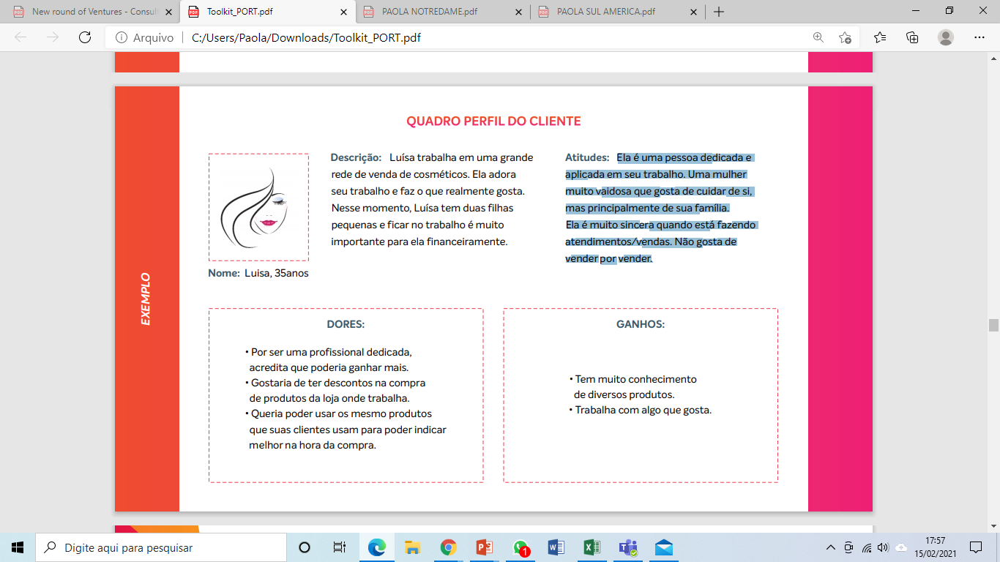 New round of Ventures - Consul
Toolkit_PORT.pdf
PAOLA NOTREDAME.pdf
PAOLA SUL AMERICA.pdf
Arquivo
C:/Users/Paola/Downloads/Toolkit_PORT.pdf
QUADRO PERFIL DO CLIENTE
Descrição: Luísa trabalha em uma grande
rede de venda de cosméticos. Ela adora
seu trabalho e faz o que realmente gosta.
Nesse momento, Luísa tem duas filhas
pequenas e ficar no trabalho é muito
importante para ela financeiramente.
Atitudes: Ela é uma pessoa dedicada e
aplicada em seu trabalho. Uma mulher
muito vaidosa que gosta de cuidar de si,
mas principalmente de sua família.
Ela é muito sincera quando está fazendo
atendimentos/vendas. Não gosta de
vender por vender.
Nome: Luisa, 35anos
EXEMPLO
DORES:
• Por ser uma profissional dedicada,
acredita que poderia ganhar mais.
• Gostaria de ter descontos na compra
de produtos da loja onde trabalha.
• Queria poder usar os mesmo produtos
que suas clientes usam para poder indicar
melhor na hora da compra.
GANHOS:
• Tem muito conhecimento
de diversos produtos.
• Trabalha com algo que gosta.
Digite aqui para pesquisar
1
17:57
15/02/2021